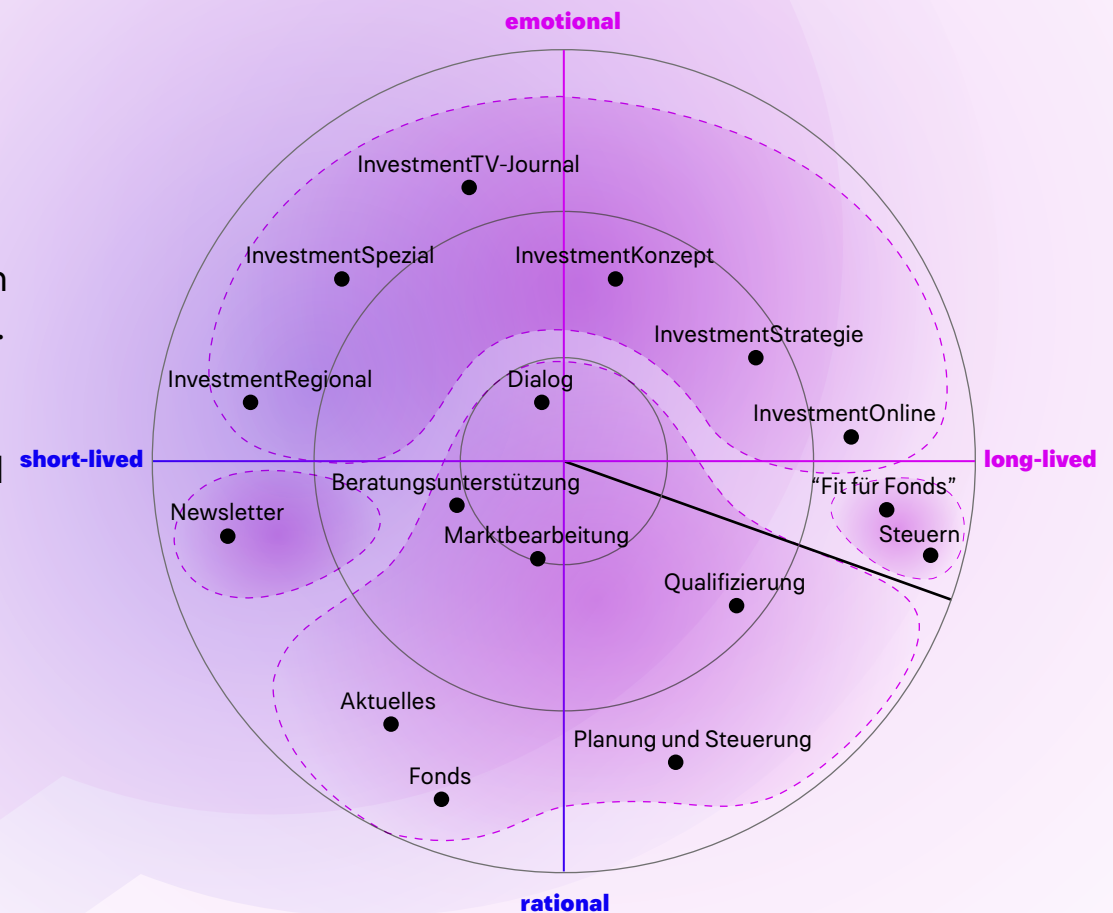 emotional
InvestmentTV-Journal
InvestmentSpezial
InvestmentKonzept
InvestmentStrategie
InvestmentRegional
Dialog
InvestmentOnline
short-lived
long-lived
Beratungsunterstützung
“Fit für Fonds”
Newsletter
Marktbearbeitung
Steuern
Qualifizierung
Aktuelles
Planung und Steuerung
Fonds
rational